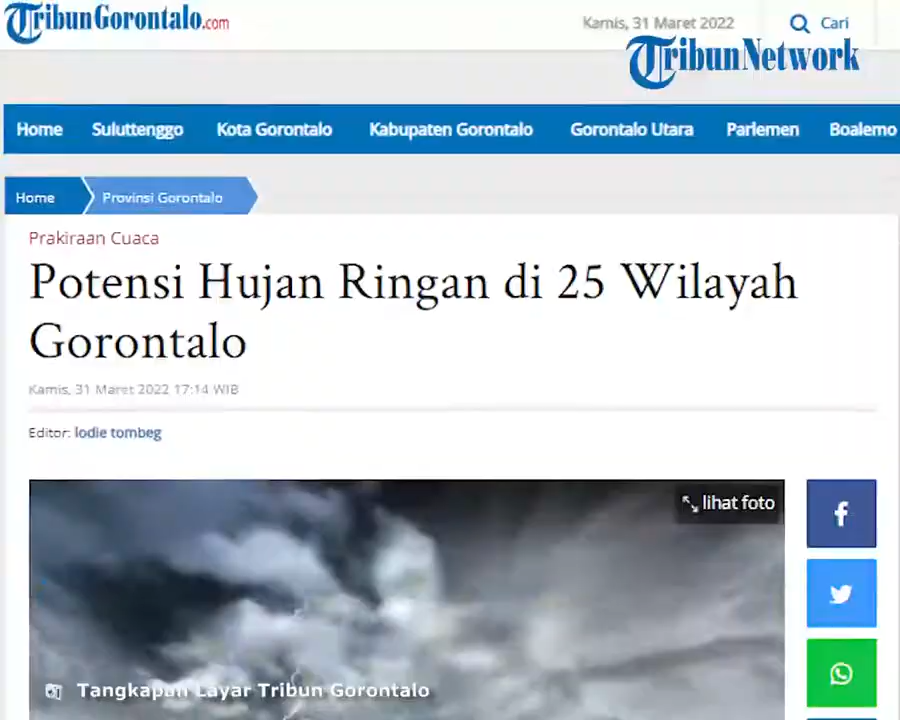 TribunGorontalo.com
Kamis, 31 Maret 2022
Cari
TribunNetwork
Home Suluttenggo Kota Gorontalo Kabupaten Gorontalo Gorontalo Utara Parlemen Boalemo
Home Provinsi Gorontalo
Prakiraan Cuaca
Potensi Hujan Ringan di 25 Wilayah
Gorontalo
Kamis, 31 Maret 2022 17:14 WIB
Editor: lodie tombeg
lihat foto
Tangkapan Layar Tribun Gorontalo